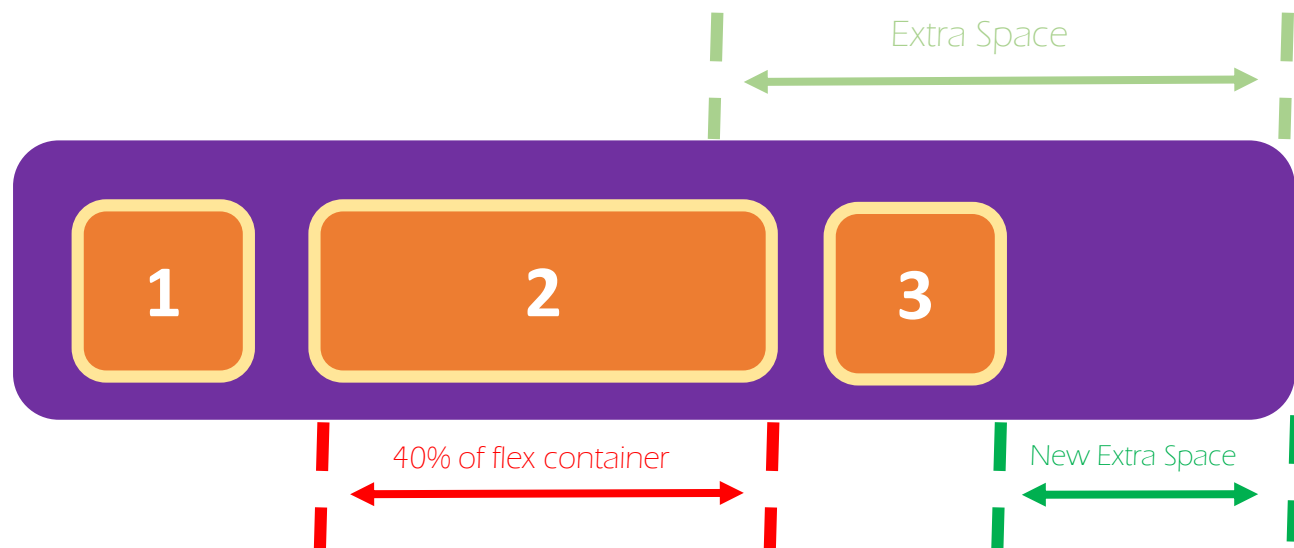 Extra Space
1
2
3
40% of flex container
New Extra Space